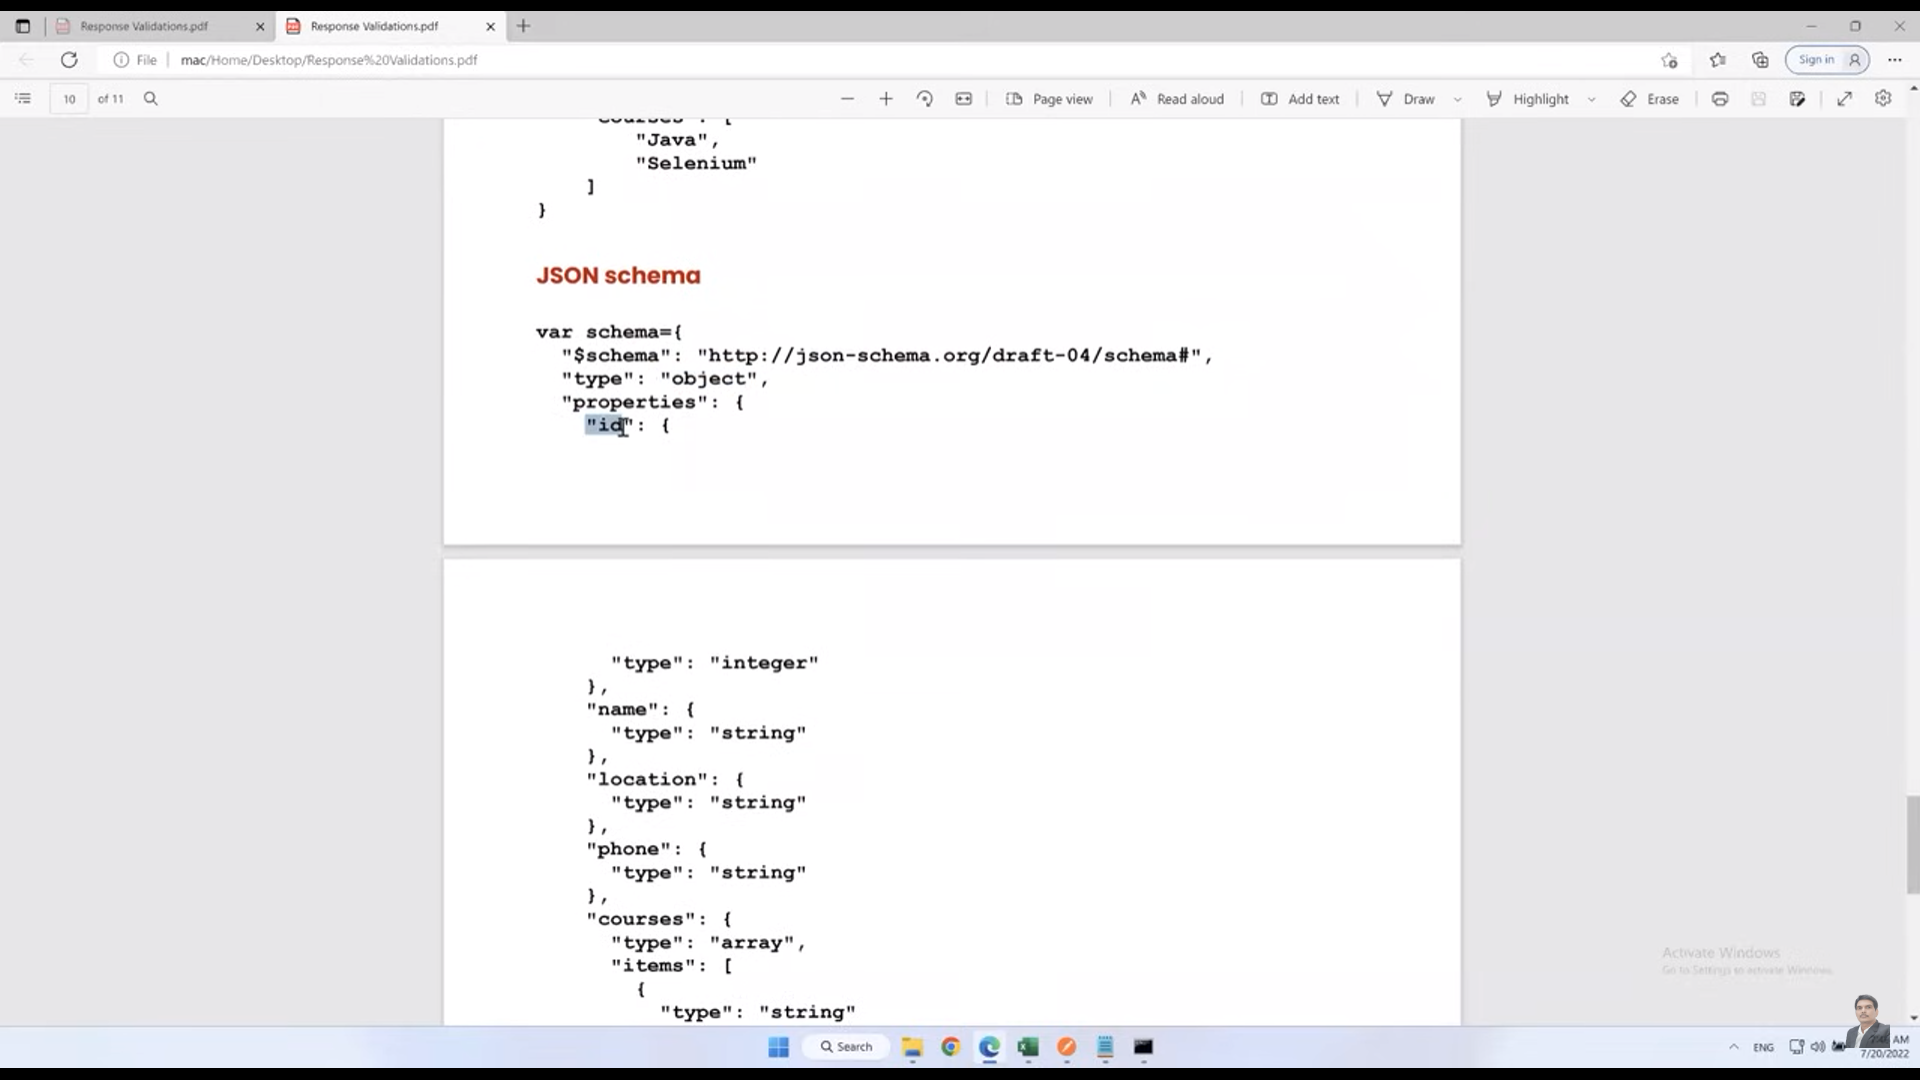 Response Validations.pdf
Response Validations.pdf
File mac/Home/Desktop/Response%20Validations.pdf
Sign in
10 of 11
Page view
Read aloud
Add text
Draw
Highlight
Erase
"courses": [
"Java",
"Selenium"
]
}
JSON schema
var schema={
"$schema": "http://json-schema.org/draft-04/schema#",
"type": "object",
"properties": {
"id": {
"type": "integer"
},
"name": {
"type": "string"
},
"location": {
"type": "string"
},
"phone": {
"type": "string"
},
"courses": {
"type": "array",
"items": [
{
"type": "string"
Activate Windows
Go to Settings to activate Windows.
Search
ENG
AM
7/20/2022